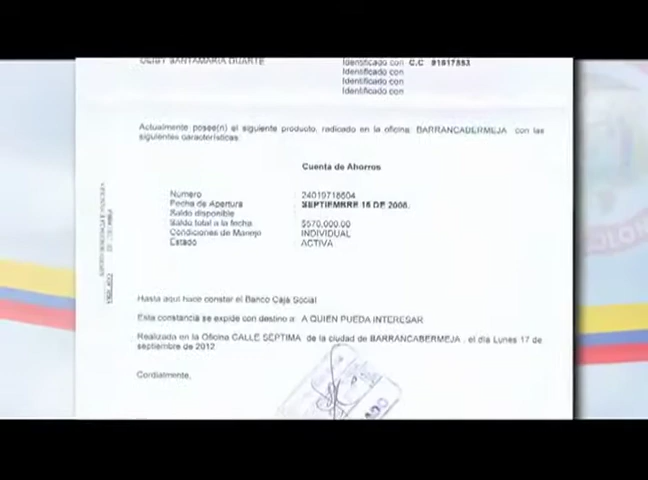 SANTAMARIA DUARTE
Identificado con C.C 91617883
Identificado con
Identificado con
Identificado con
Actualmente posee(n) el siguiente producto, radicado en la oficina BARRANCABERMEJA con las
siguientes características:
Cuenta de Ahorros
Numero 24019718604
Fecha de Apertura SEPTIEMBRE 16 DE 2008.
Saldo disponible
Saldo total a la fecha $570,000.00
Condiciones de Manejo INDIVIDUAL
Estado ACTIVA
Hasta aquí hace constar el Banco Caja Social
Esta constancia se expide con destino a: A QUIEN PUEDA INTERESAR
Realizada en la Oficina CALLE SEPTIMA de la ciudad de BARRANCABERMEJA, el día Lunes 17 de
septiembre de 2012
Cordialmente,